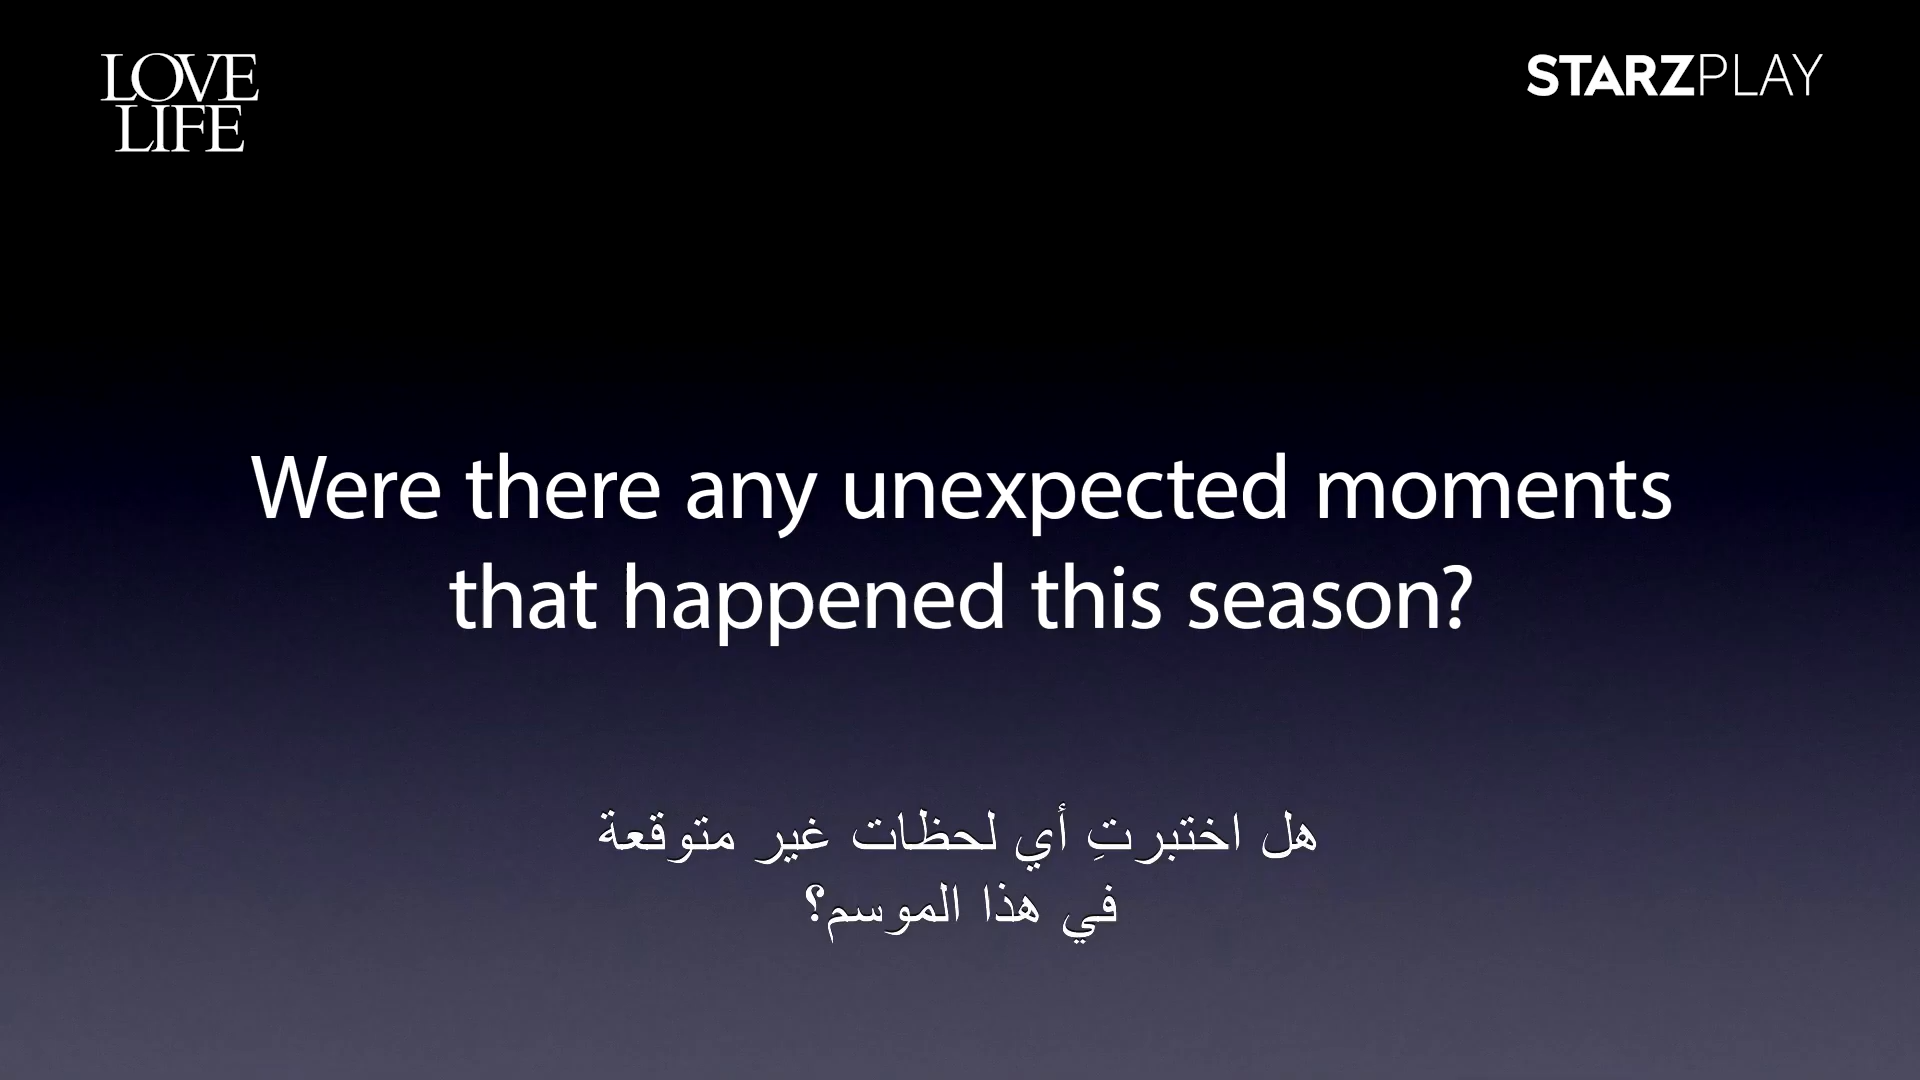 LOVE
LIFE
STARZPLAY
Were there any unexpected moments
that happened this season?
هل اختبرتِ أي لحظات غير متوقعة
في هذا الموسم؟